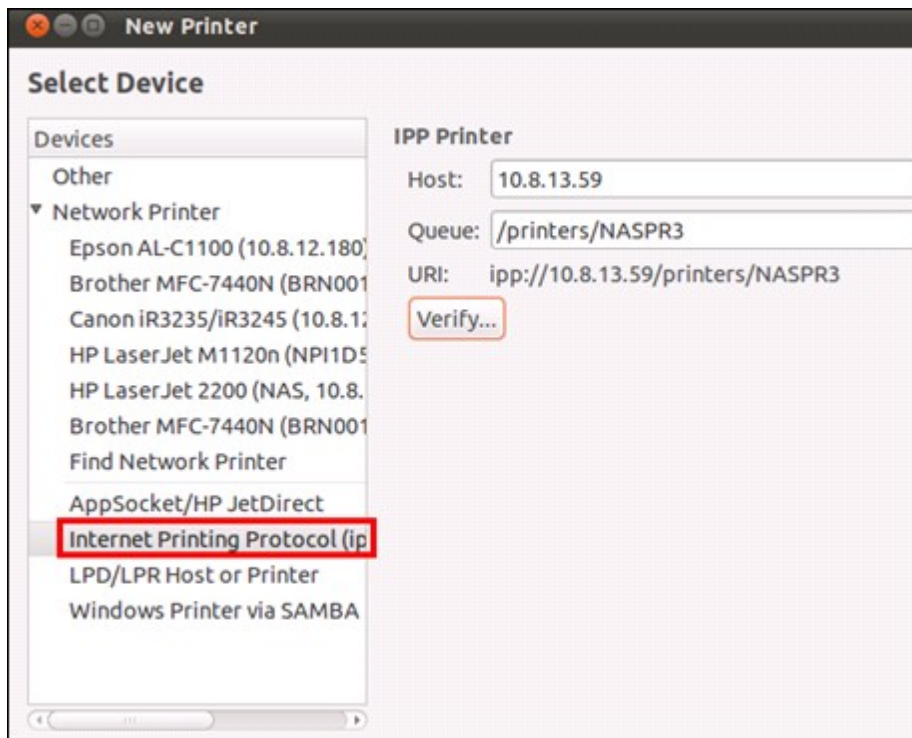 New Printer
Select Device
Devices
Other
Network Printer
Epson AL-C1100 (10.8.12.180)
Brother MFC-7440N (BRN001
Canon iR3235/iR3245 (10.8.12
HP LaserJet M1120n (NPI1D5
HP LaserJet 2200 (NAS, 10.8.
Brother MFC-7440N (BRN001
Find Network Printer
AppSocket/HP JetDirect
Internet Printing Protocol (ip
LPD/LPR Host or Printer
Windows Printer via SAMBA
IPP Printer
Host: 10.8.13.59
Queue: /printers/NASPR3
URI: ipp://10.8.13.59/printers/NASPR3
Verify...